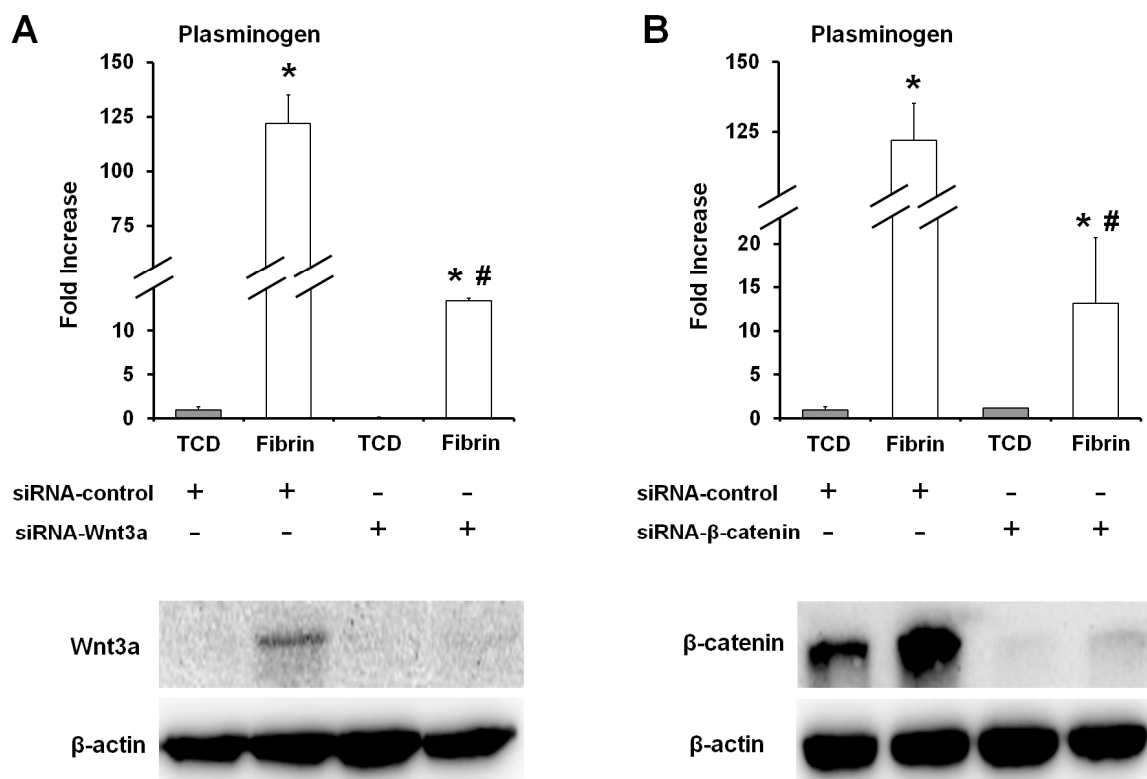 A
Plasminogen
150
*
125
100
75
* #
10
5
0
Fold Increase
TCD Fibrin TCD Fibrin
siRNA-control + + - -
siRNA-Wnt3a - - + +
Wnt3a
β-actin
B
Plasminogen
150
*
125
* #
20
15
10
5
0
Fold Increase
TCD Fibrin TCD Fibrin
siRNA-control + + - -
siRNA-β-catenin - - + +
β-catenin
β-actin